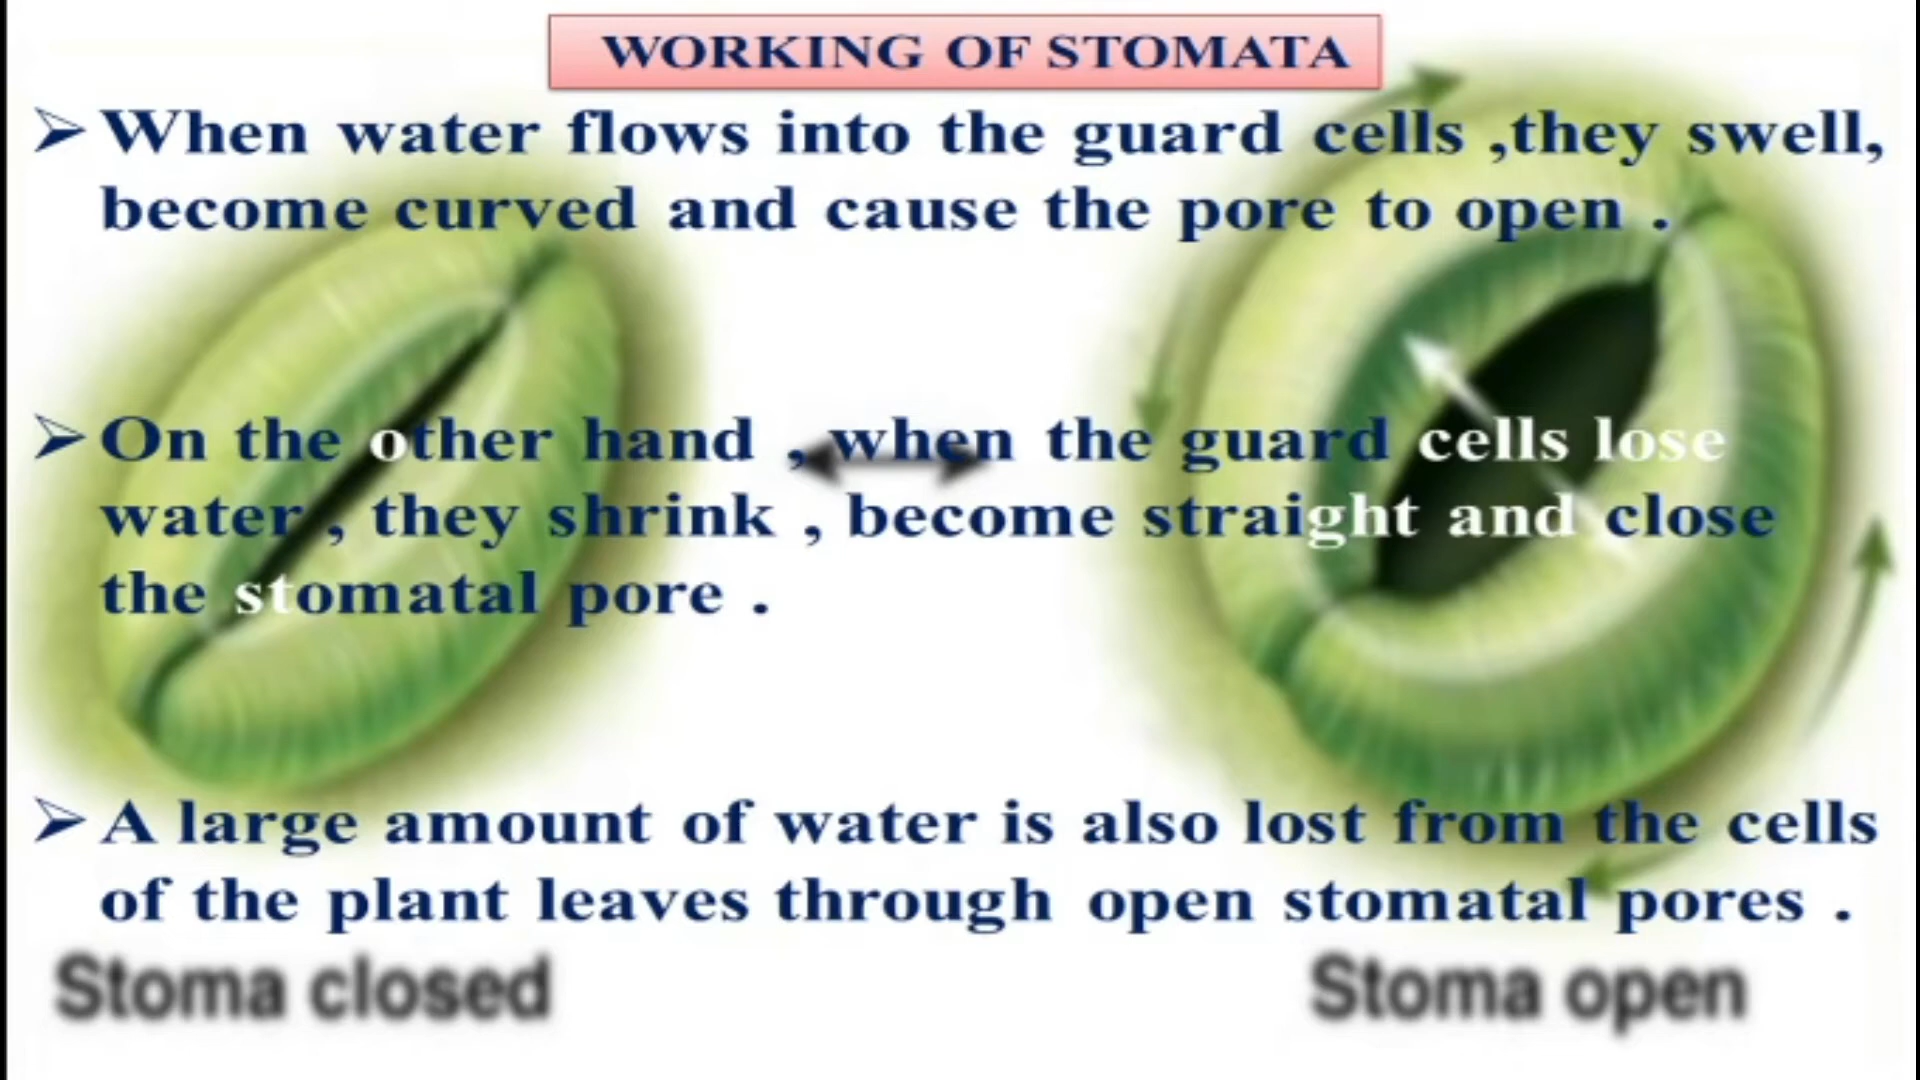 WORKING OF STOMATA
➢ When water flows into the guard cells ,they swell,
become curved and cause the pore to open .
➢ On the other hand , when the guard cells lose
water , they shrink , become straight and close
the stomatal pore .
➢ A large amount of water is also lost from the cells
of the plant leaves through open stomatal pores .
Stoma closed
Stoma open